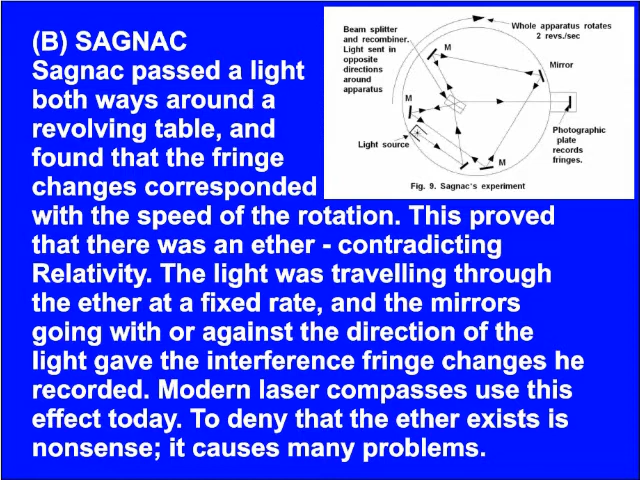 (B) SAGNAC
Sagnac passed a light
both ways around a
revolving table, and
found that the fringe
changes corresponded
with the speed of the rotation. This proved
that there was an ether - contradicting
Relativity. The light was travelling through
the ether at a fixed rate, and the mirrors
going with or against the direction of the
light gave the interference fringe changes he
recorded. Modern laser compasses use this
effect today. To deny that the ether exists is
nonsense; it causes many problems.
Beam splitter
and recombiner.
Light sent in
opposite
directions
around
apparatus
Whole apparatus rotates
2 revs./sec
M
Mirror
M
Light source
M
Photographic
plate
records
fringes.
Fig. 9. Sagnac's experiment